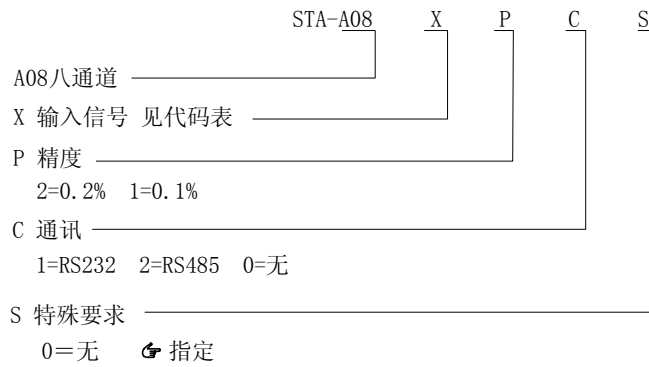 STA-A08 X P C S
A08八通道
X 输入信号 见代码表
P 精度
2=0.2% 1=0.1%
C 通讯
1=RS232 2=RS485 0=无
S 特殊要求
0＝无 ☞ 指定